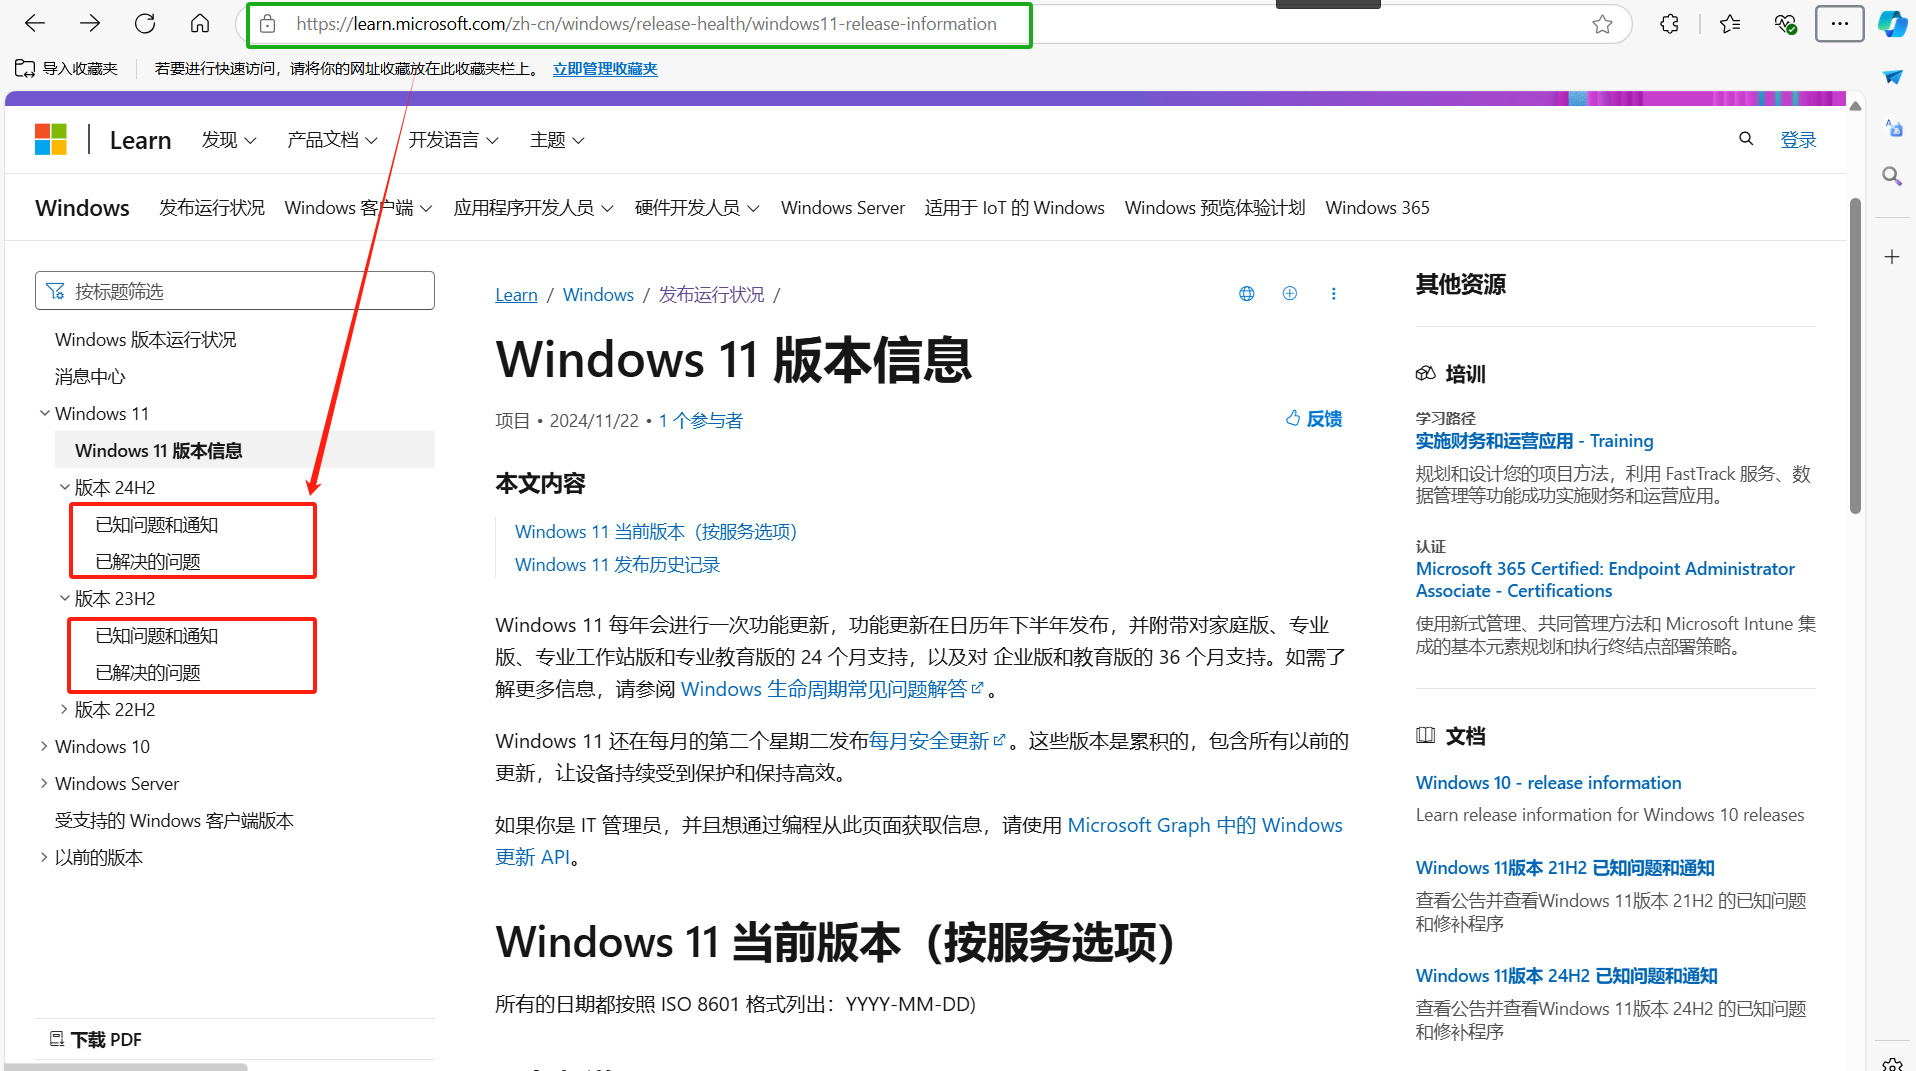 https://learn.microsoft.com/zh-cn/windows/release-health/windows11-release-information
导入收藏夹 若要进行快速访问，请将你的网址收藏放在此收藏夹栏上。 立即管理收藏夹
Learn 发现 产品文档 开发语言 主题 登录
Windows 发布运行状况 Windows 客户端 应用程序开发人员 硬件开发人员 Windows Server 适用于 IoT 的 Windows Windows 预览体验计划 Windows 365
按标题筛选
Windows 版本运行状况
消息中心
Windows 11
Windows 11 版本信息
版本 24H2
已知问题和通知
已解决的问题
版本 23H2
已知问题和通知
已解决的问题
版本 22H2
Windows 10
Windows Server
受支持的 Windows 客户端版本
以前的版本
下载 PDF
Learn / Windows / 发布运行状况 /
Windows 11 版本信息
项目 • 2024/11/22 • 1 个参与者
反馈
本文内容
Windows 11 当前版本（按服务选项）
Windows 11 发布历史记录
Windows 11 每年会进行一次功能更新，功能更新在日历年下半年发布，并附带对家庭版、专业
版、专业工作站版和专业教育版的 24 个月支持，以及对 企业版和教育版的 36 个月支持。如需了
解更多信息，请参阅 Windows 生命周期常见问题解答。
Windows 11 还在每月的第二个星期二发布每月安全更新。这些版本是累积的，包含所有以前的
更新，让设备持续受到保护和保持高效。
如果你是 IT 管理员，并且想通过编程从此页面获取信息，请使用 Microsoft Graph 中的 Windows
更新 API。
Windows 11 当前版本（按服务选项）
所有的日期都按照 ISO 8601 格式列出：YYYY-MM-DD)
其他资源
培训
学习路径
实施财务和运营应用 - Training
规划和设计您的项目方法，利用 FastTrack 服务、数
据管理等功能成功实施财务和运营应用。
认证
Microsoft 365 Certified: Endpoint Administrator
Associate - Certifications
使用新式管理、共同管理方法和 Microsoft Intune 集
成的基本元素规划和执行终结点部署策略。
文档
Windows 10 - release information
Learn release information for Windows 10 releases
Windows 11版本 21H2 已知问题和通知
查看公告并查看Windows 11版本 21H2 的已知问题
和修补程序
Windows 11版本 24H2 已知问题和通知
查看公告并查看Windows 11版本 24H2 的已知问题
和修补程序